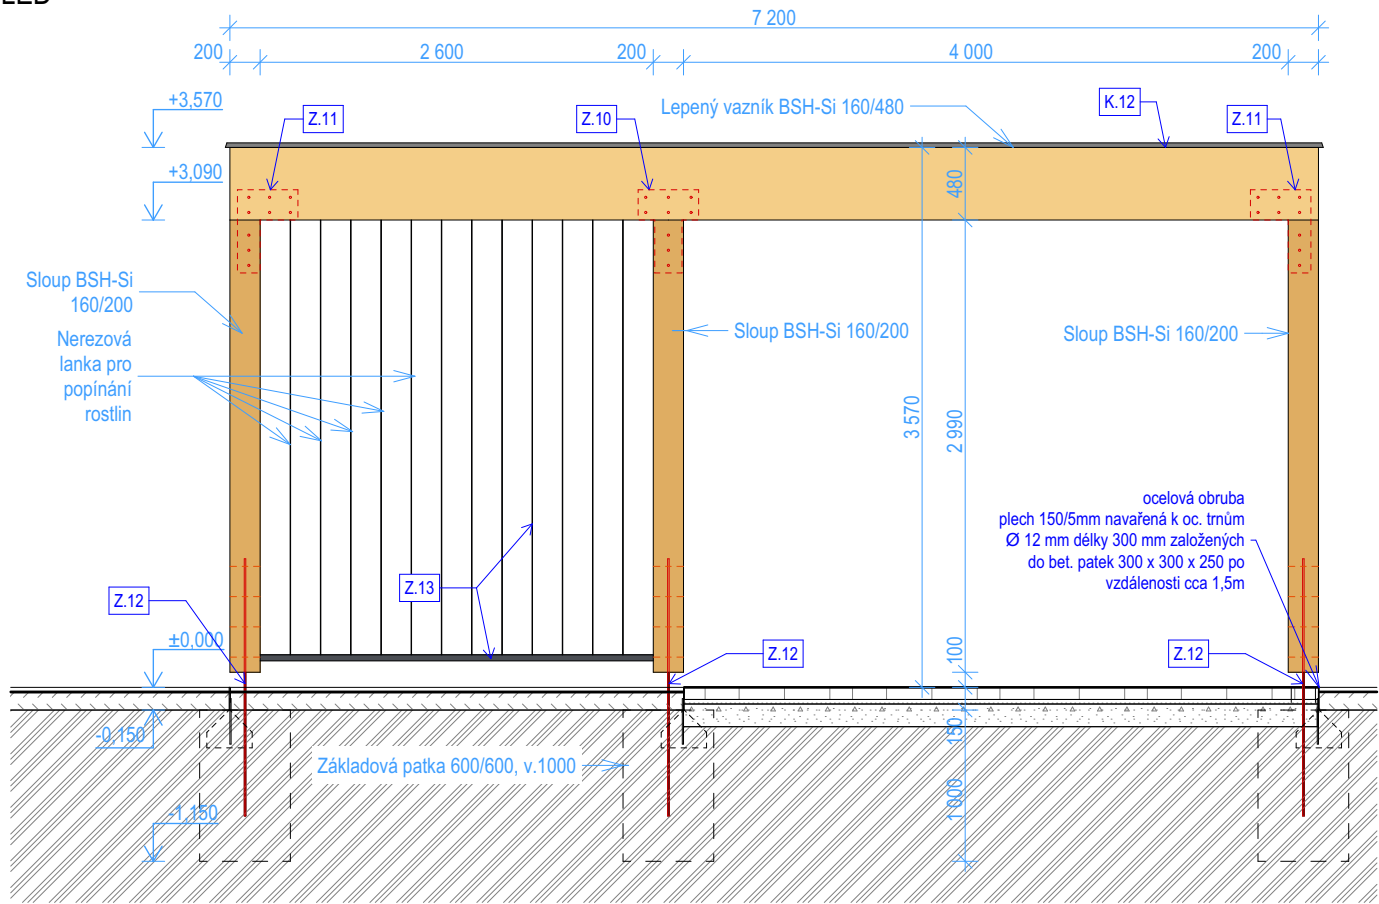 7 200
200
2 600
200
4 000
200
+3,570
Z.11
Z.10
Lepený vazník BSH-Si 160/480
K.12
Z.11
+3,090
480
Sloup BSH-Si
160/200
Nerezová
lanka pro
popínání
rostlin
Sloup BSH-Si 160/200
Sloup BSH-Si 160/200
3 570
2 990
ocelová obruba
plech 150/5mm navařená k oc. trnům
Ø 12 mm délky 300 mm založených
do bet. patek 300 x 300 x 250 po
vzdálenosti cca 1,5m
Z.13
Z.12
±0,000
Z.12
100
Z.12
-0,150
150
Základová patka 600/600, v.1000
-1,150
1 000